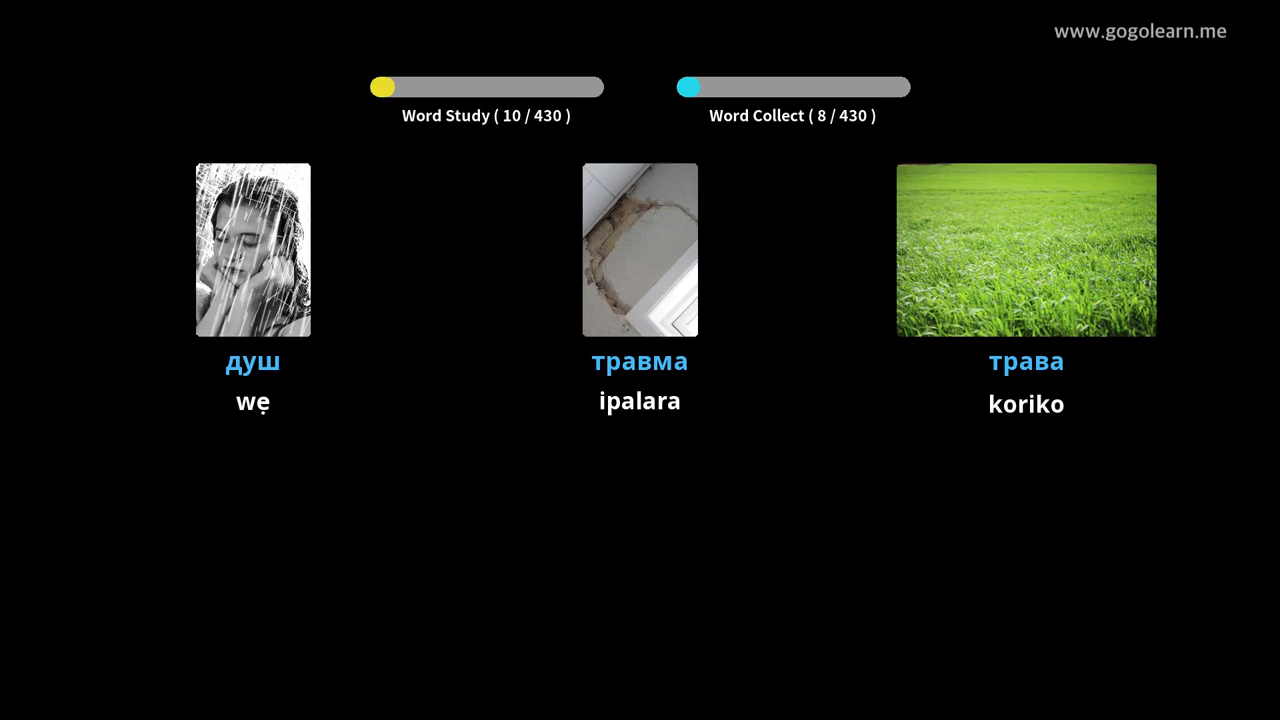 www.gogolearn.me
Word Study ( 10 / 430 )
Word Collect ( 8 / 430 )
душ
wẹ
травма
ipalara
трава
koriko